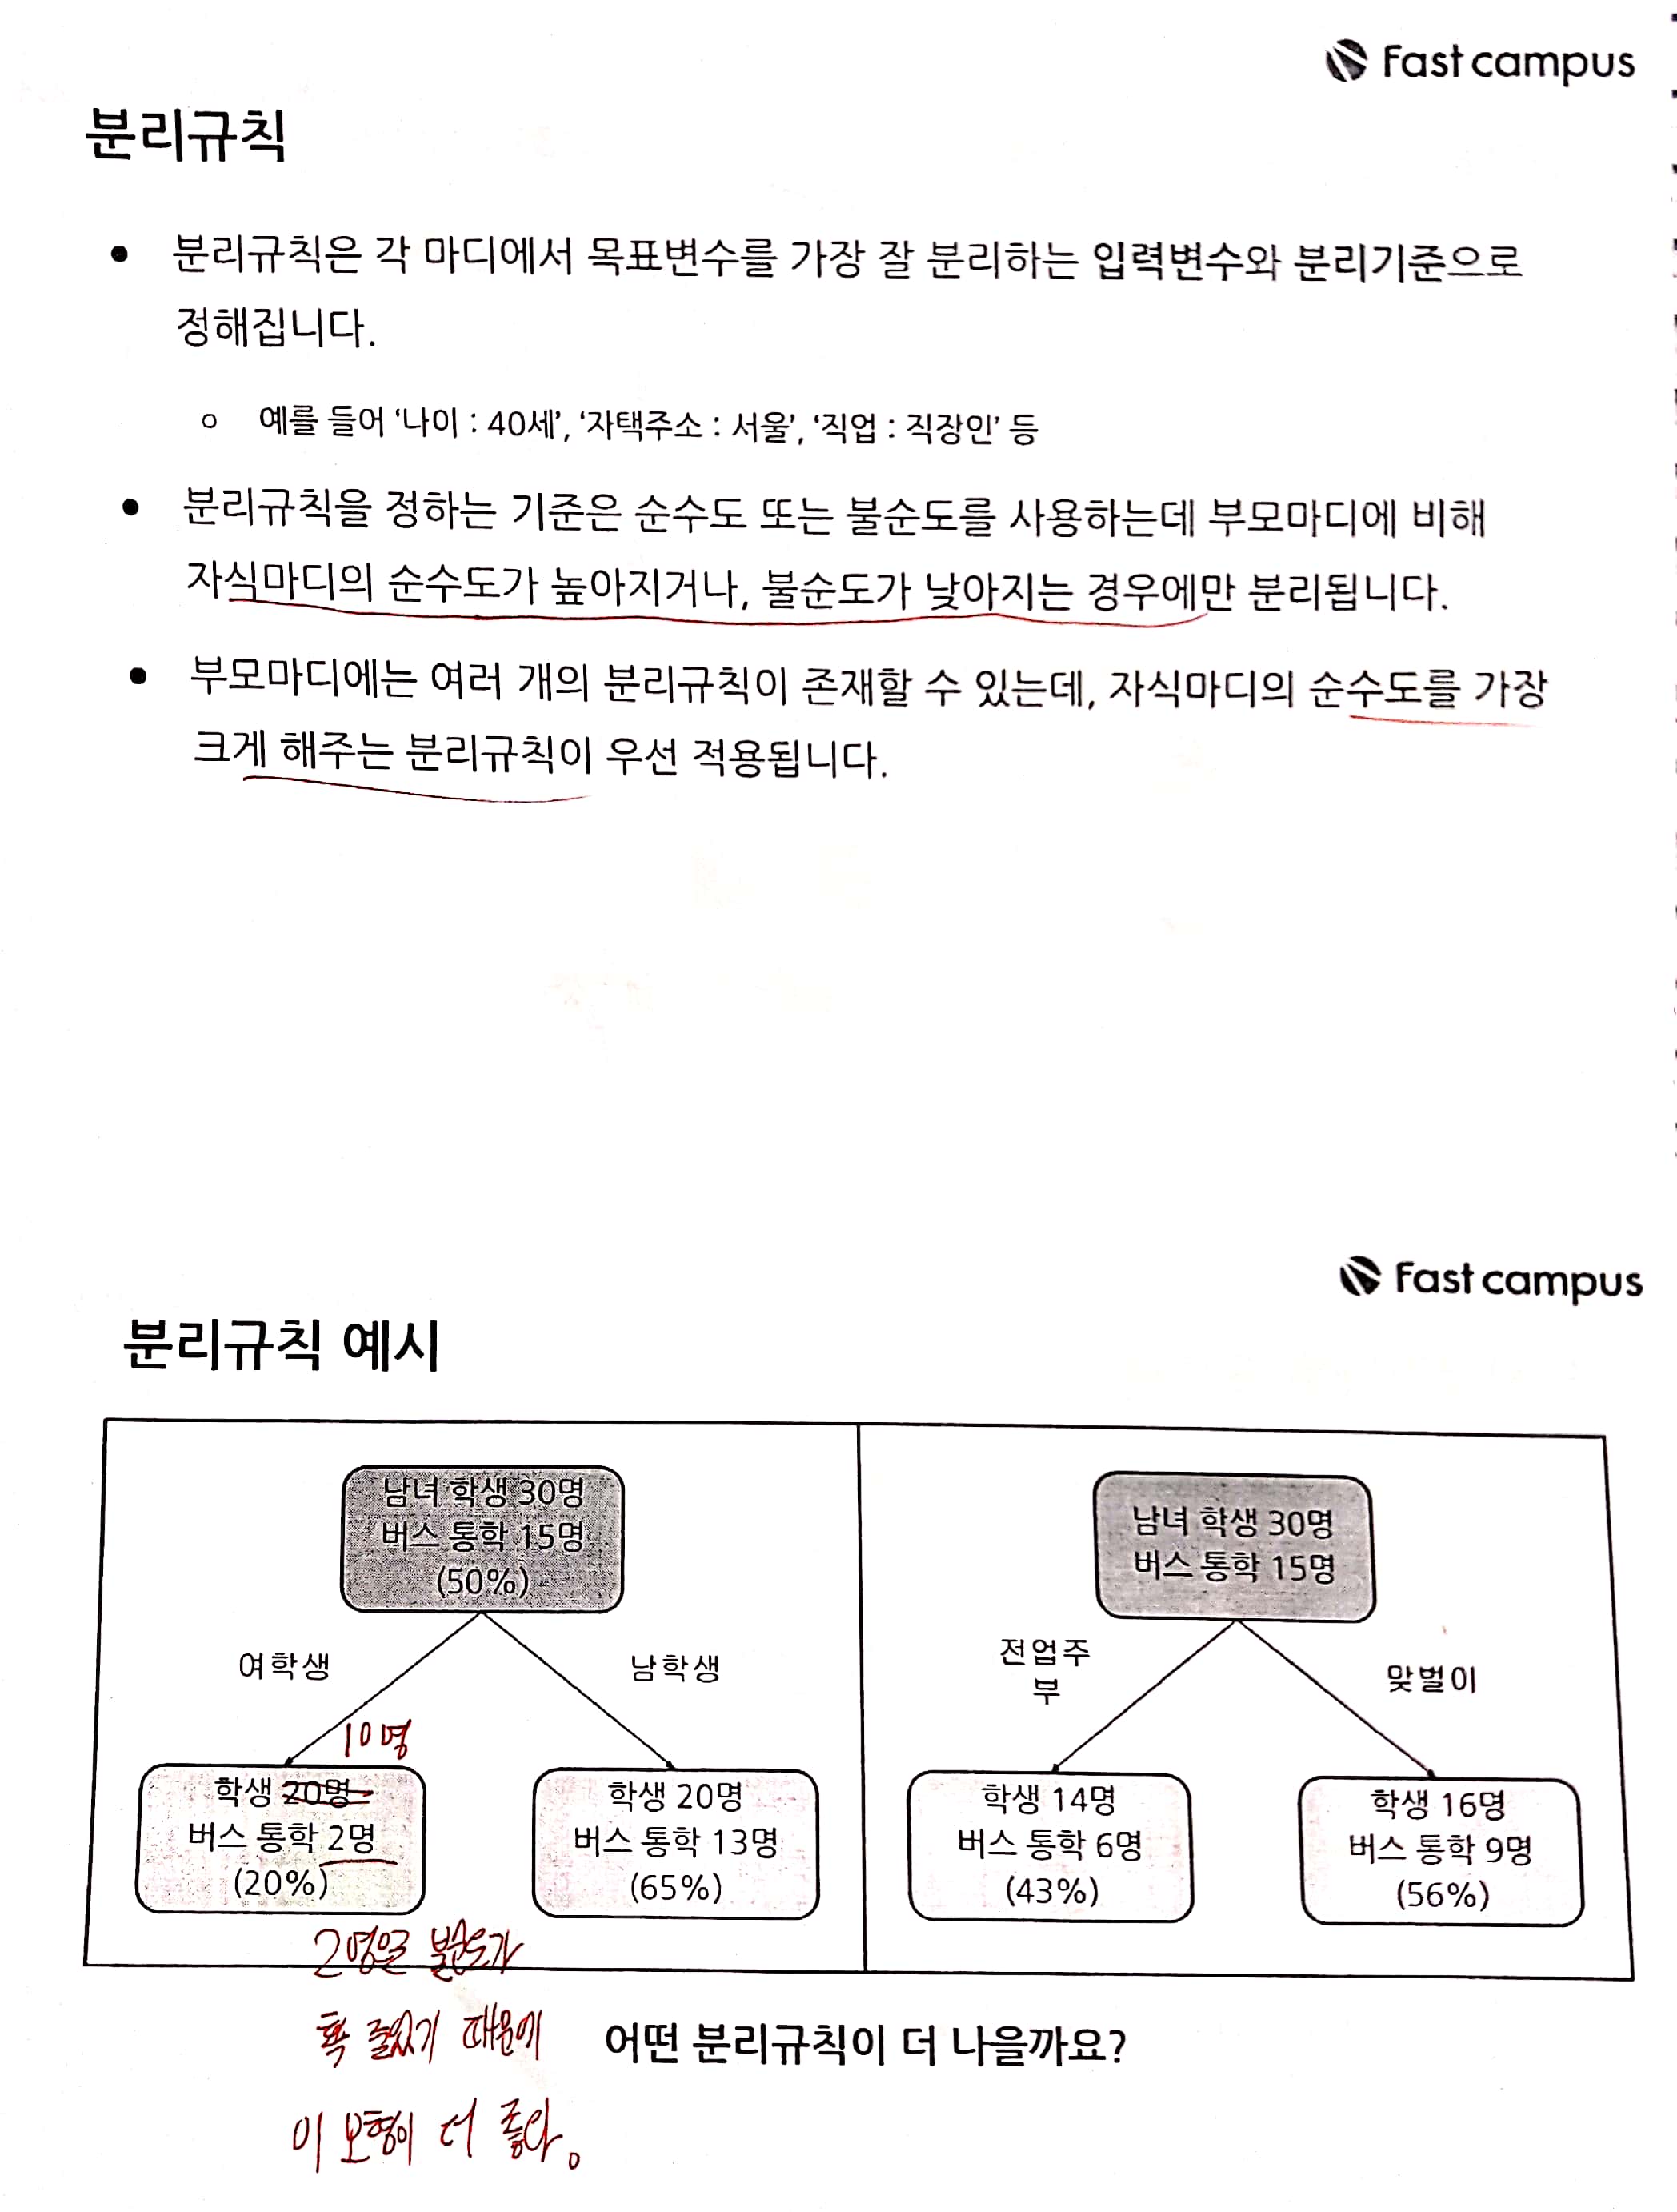 Fast campus
분리규칙
● 분리규칙은 각 마디에서 목표변수를 가장 잘 분리하는 입력변수와 분리기준으로
정해집니다.
○ 예를 들어 ‘나이 : 40세’, ‘자택주소 : 서울’, ‘직업 : 직장인’ 등
● 분리규칙을 정하는 기준은 순수도 또는 불순도를 사용하는데 부모마디에 비해
자식마디의 순수도가 높아지거나, 불순도가 낮아지는 경우에만 분리됩니다.
● 부모마디에는 여러 개의 분리규칙이 존재할 수 있는데, 자식마디의 순수도를 가장
크게 해주는 분리규칙이 우선 적용됩니다.
Fast campus
분리규칙 예시
남녀 학생 30명
버스 통학 15명
(50%)
여학생
남학생
10명
학생 20명
버스 통학 2명
(20%)
학생 20명
버스 통학 13명
(65%)
남녀 학생 30명
버스 통학 15명
전업주
부
맞벌이
학생 14명
버스 통학 6명
(43%)
학생 16명
버스 통학 9명
(56%)
2명으로 불순도가
확 줄었기 때문에
이 모형이 더 좋다。
어떤 분리규칙이 더 나을까요?